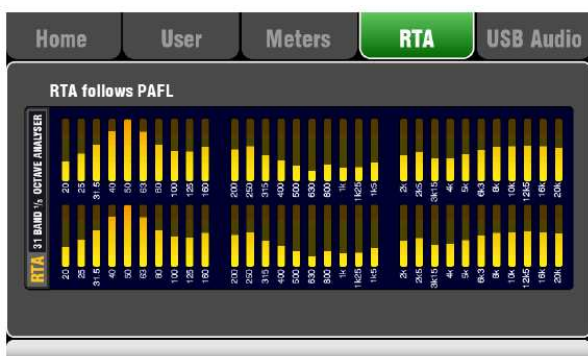 Home User Meters RTA USB Audio
RTA follows PAFL
RTA 31 BAND ⅓ OCTAVE ANALYSER
20 25 31.5 40 50 63 80 100 125 160 200 250 315 400 500 630 800 1k 1k25 1k5 2k 2k5 3k15 4k 5k 6k3 8k 10k 12k5 16k 20k
20 25 31.5 40 50 63 80 100 125 160 200 250 315 400 500 630 800 1k 1k25 1k5 2k 2k5 3k15 4k 5k 6k3 8k 10k 12k5 16k 20k